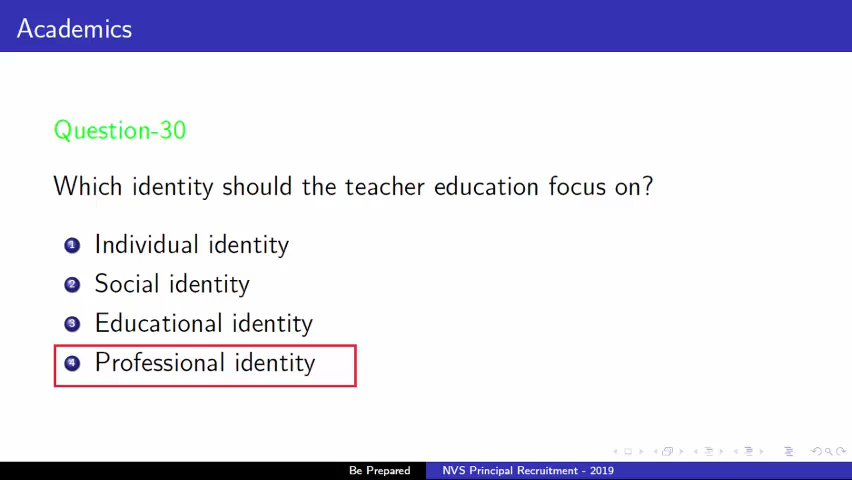 Academics
Question-30
Which identity should the teacher education focus on?
1 Individual identity
2 Social identity
3 Educational identity
4 Professional identity
Be Prepared NVS Principal Recruitment - 2019